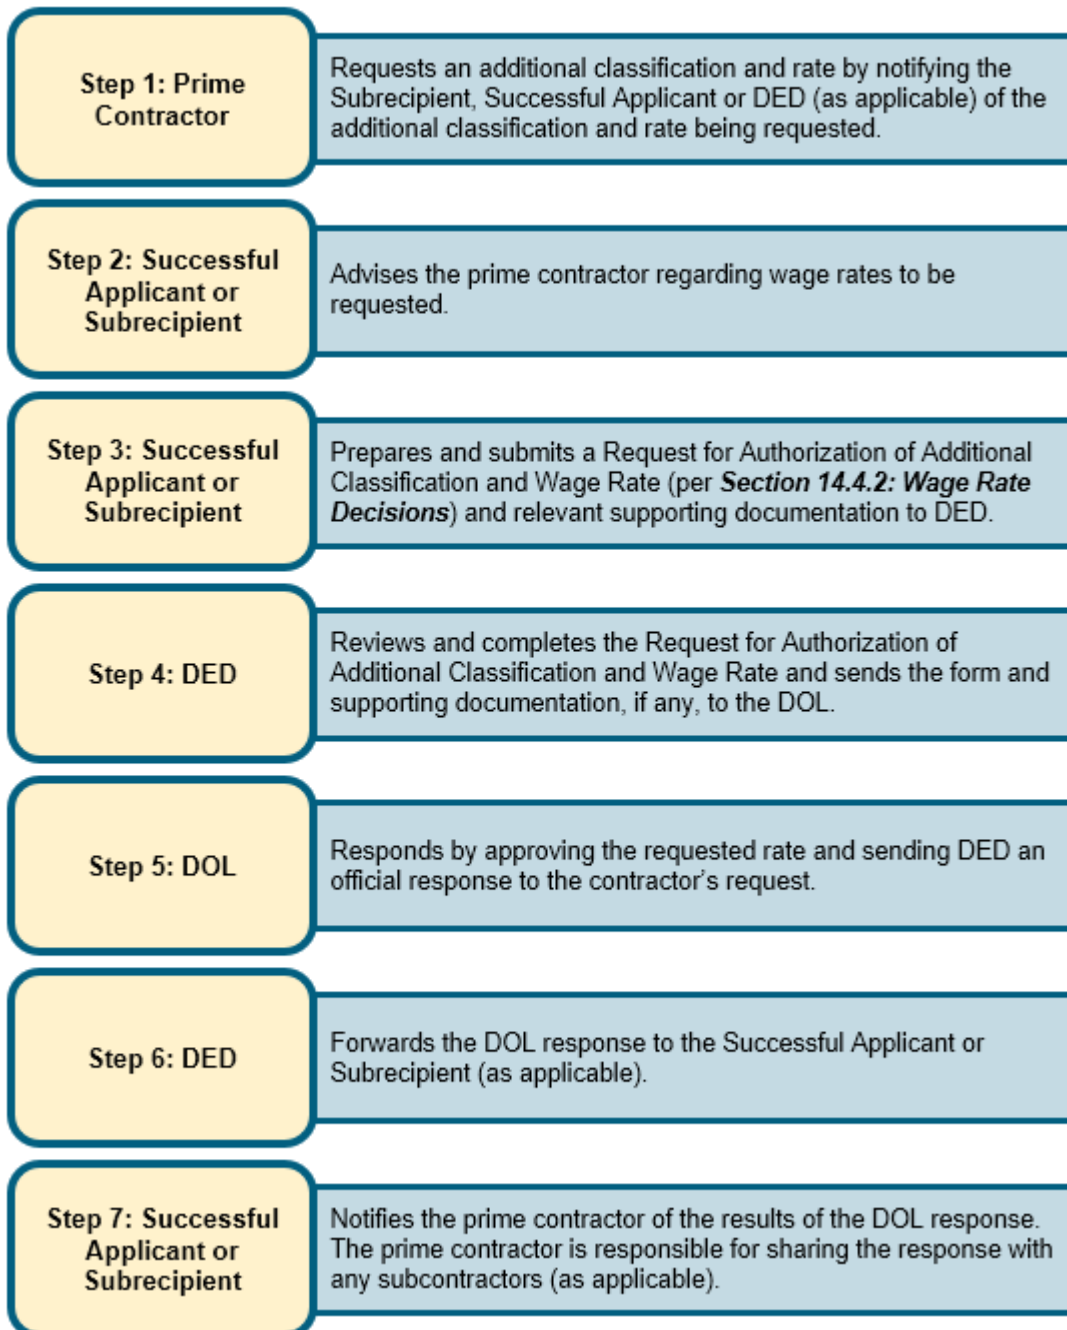 Step 1: Prime
Contractor
Requests an additional classification and rate by notifying the
Subrecipient, Successful Applicant or DED (as applicable) of the
additional classification and rate being requested.
Step 2: Successful
Applicant or
Subrecipient
Advises the prime contractor regarding wage rates to be
requested.
Step 3: Successful
Applicant or
Subrecipient
Prepares and submits a Request for Authorization of Additional
Classification and Wage Rate (per Section 14.4.2: Wage Rate
Decisions) and relevant supporting documentation to DED.
Step 4: DED
Reviews and completes the Request for Authorization of
Additional Classification and Wage Rate and sends the form and
supporting documentation, if any, to the DOL.
Step 5: DOL
Responds by approving the requested rate and sending DED an
official response to the contractor's request.
Step 6: DED
Forwards the DOL response to the Successful Applicant or
Subrecipient (as applicable).
Step 7: Successful
Applicant or
Subrecipient
Notifies the prime contractor of the results of the DOL response.
The prime contractor is responsible for sharing the response with
any subcontractors (as applicable).